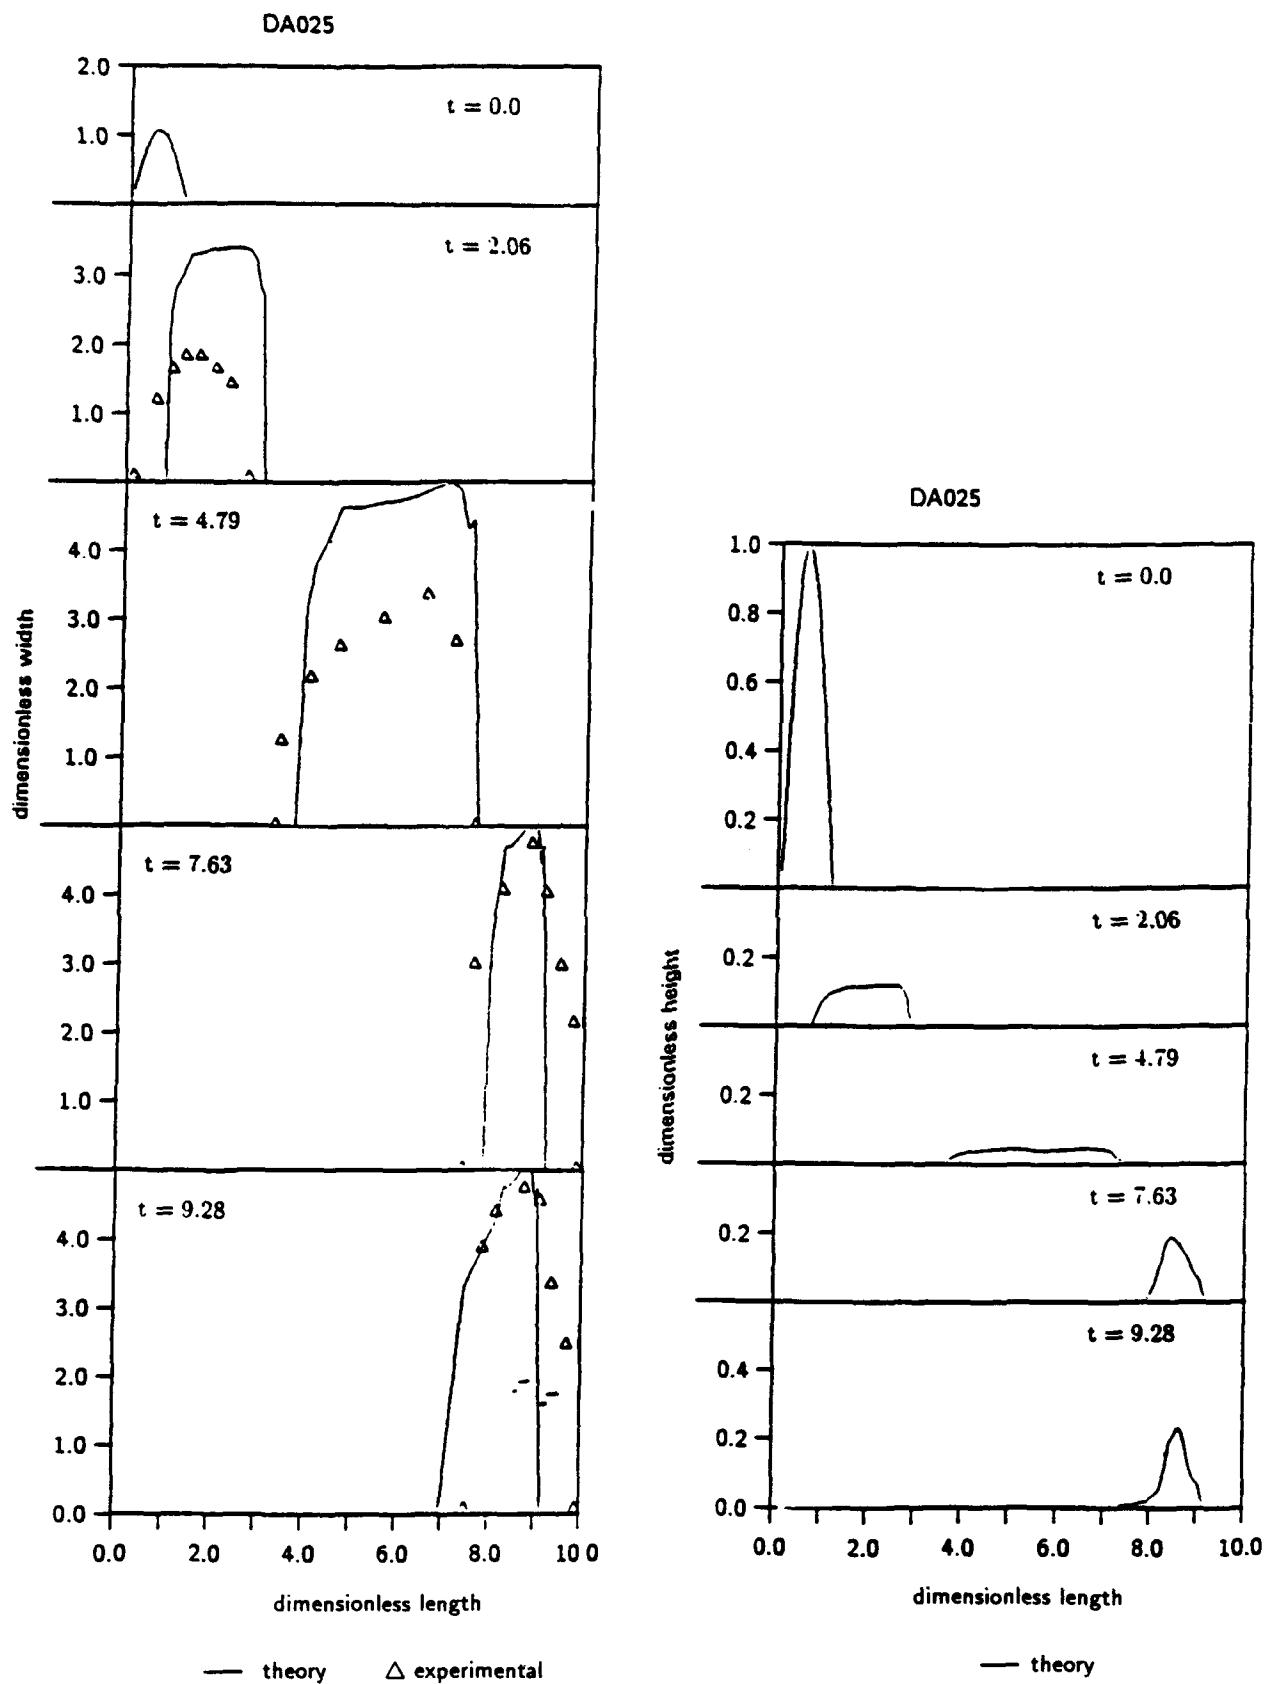 DA025
2.0
t = 0.0
1.0
t = 2.06
3.0
2.0
1.0
t = 4.79
4.0
3.0
2.0
1.0
dimensionless width
t = 7.63
4.0
3.0
2.0
1.0
t = 9.28
4.0
3.0
2.0
1.0
0.0
0.0 2.0 4.0 6.0 8.0 10.0
dimensionless length
theory experimental
DA025
1.0
t = 0.0
0.8
0.6
0.4
0.2
t = 2.06
0.2
dimensionless height
t = 4.79
0.2
t = 7.63
0.2
t = 9.28
0.4
0.2
0.0
0.0 2.0 4.0 6.0 8.0 10.0
dimensionless length
theory